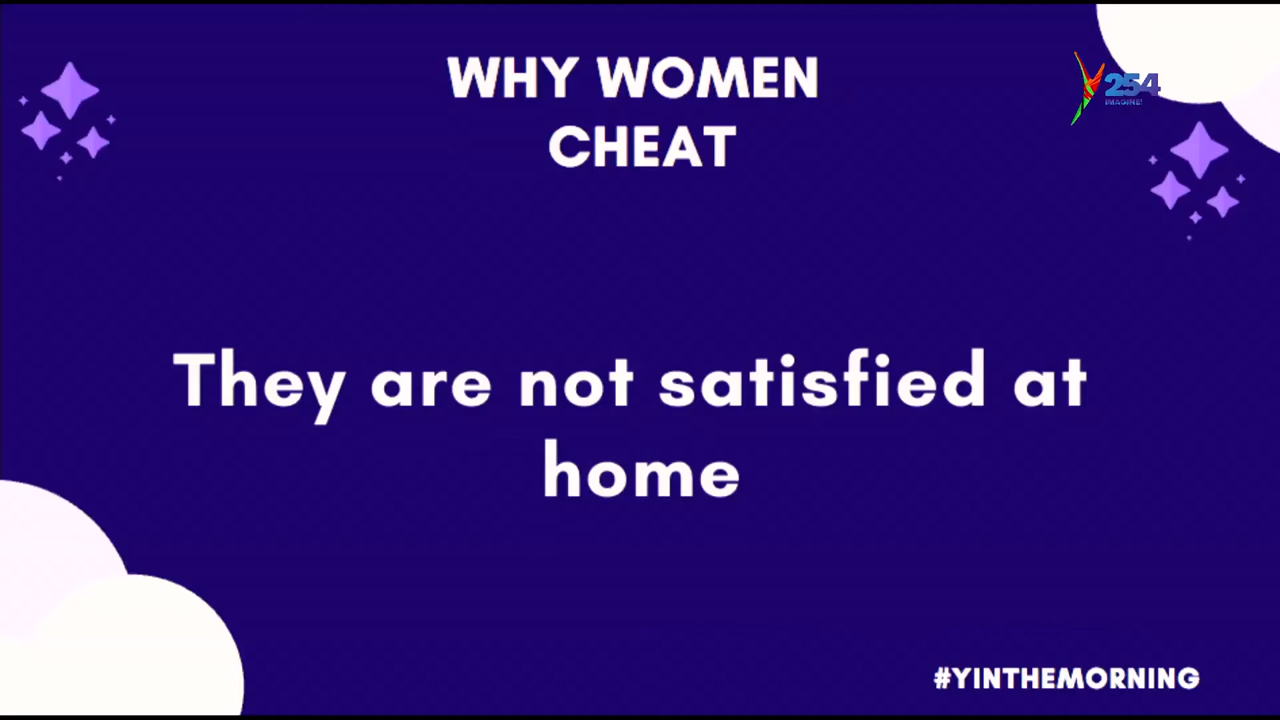 WHY WOMEN
CHEAT
254
IMAGINE!
They are not satisfied at
home
#YINTHEMORNING